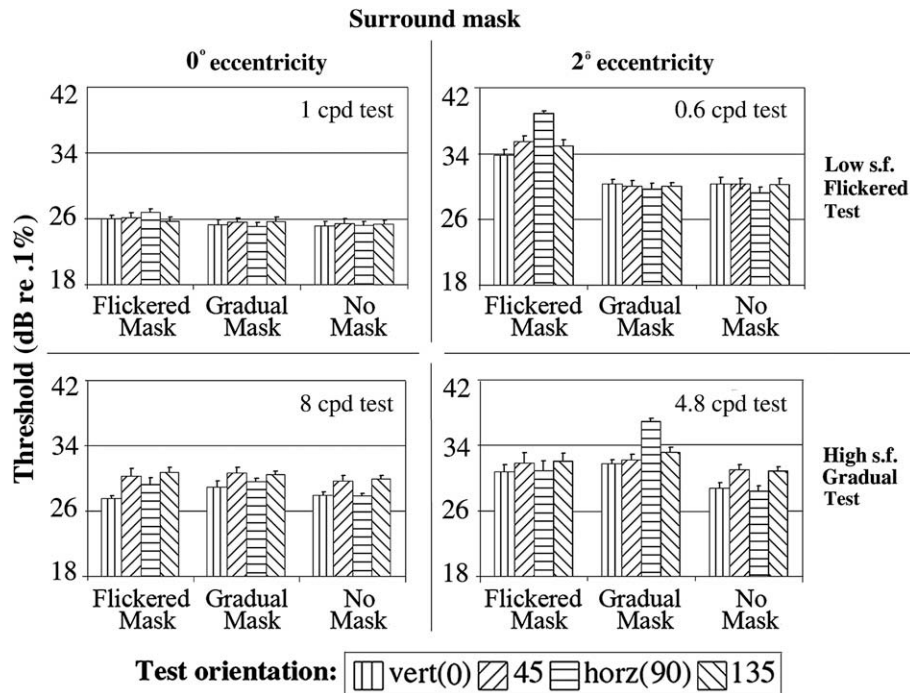 Surround mask
0° eccentricity
2° eccentricity
Threshold (dB re .1%)
42
34
26
18
1 cpd test
Flickered Mask
Gradual Mask
No Mask
42
34
26
18
0.6 cpd test
Flickered Mask
Gradual Mask
No Mask
Low s.f.
Flickered
Test
42
34
26
18
8 cpd test
Flickered Mask
Gradual Mask
No Mask
42
34
26
18
4.8 cpd test
Flickered Mask
Gradual Mask
No Mask
High s.f.
Gradual
Test
Test orientation: vert(0) 45 horz(90) 135